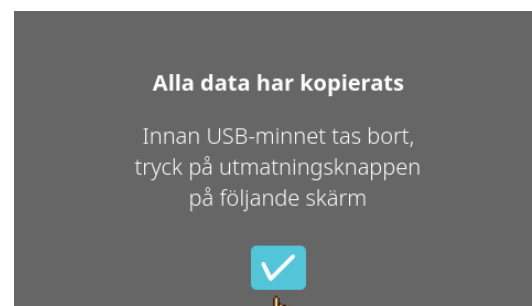 Alla data har kopierats
Innan USB-minnet tas bort,
tryck på utmatningsknappen
på följande skärm